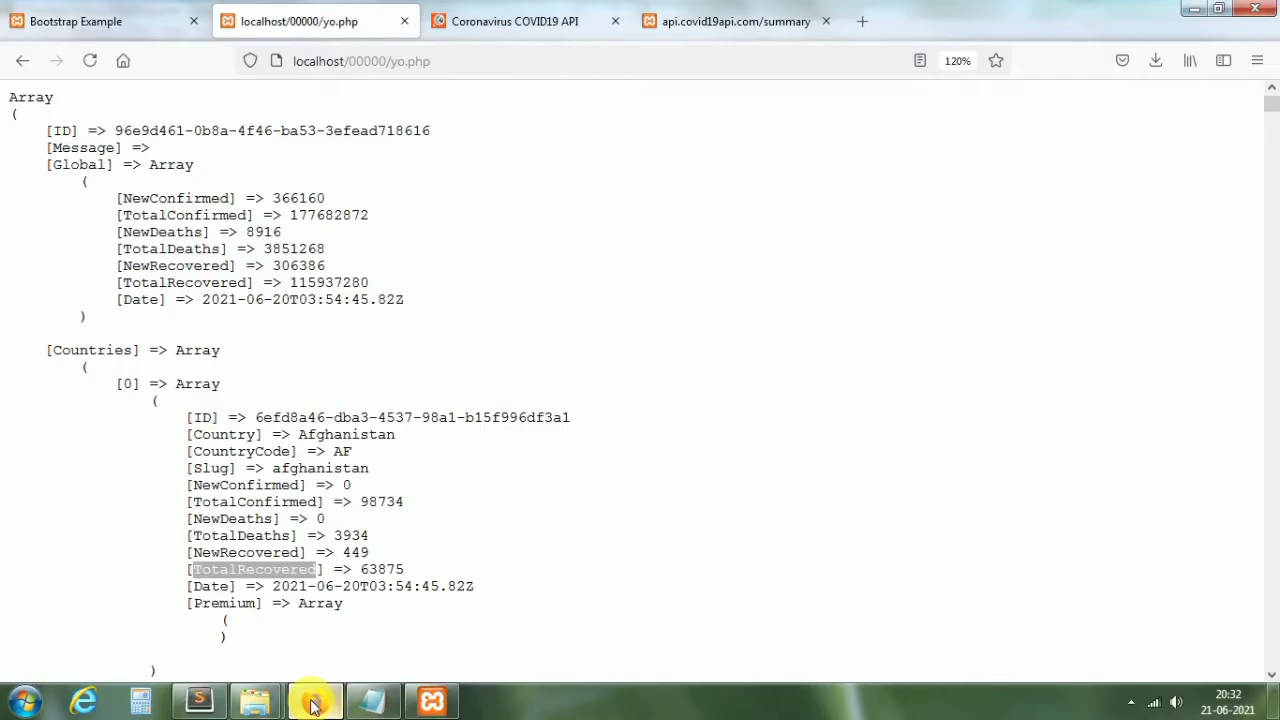 Bootstrap Example
localhost/00000/yo.php
Coronavirus COVID19 API
api.covid19api.com/summary
localhost/00000/yo.php
120%
Array
(
[ID] => 96e9d461-0b8a-4f46-ba53-3efead718616
[Message] =>
[Global] => Array
(
[NewConfirmed] => 366160
[TotalConfirmed] => 177682872
[NewDeaths] => 8916
[TotalDeaths] => 3851268
[NewRecovered] => 306386
[TotalRecovered] => 115937280
[Date] => 2021-06-20T03:54:45.82Z
)
[Countries] => Array
(
[0] => Array
(
[ID] => 6efd8a46-dba3-4537-98a1-b15f996df3a1
[Country] => Afghanistan
[CountryCode] => AF
[Slug] => afghanistan
[NewConfirmed] => 0
[TotalConfirmed] => 98734
[NewDeaths] => 0
[TotalDeaths] => 3934
[NewRecovered] => 449
[TotalRecovered] => 63875
[Date] => 2021-06-20T03:54:45.82Z
[Premium] => Array
(
)
)
20:32
21-06-2021